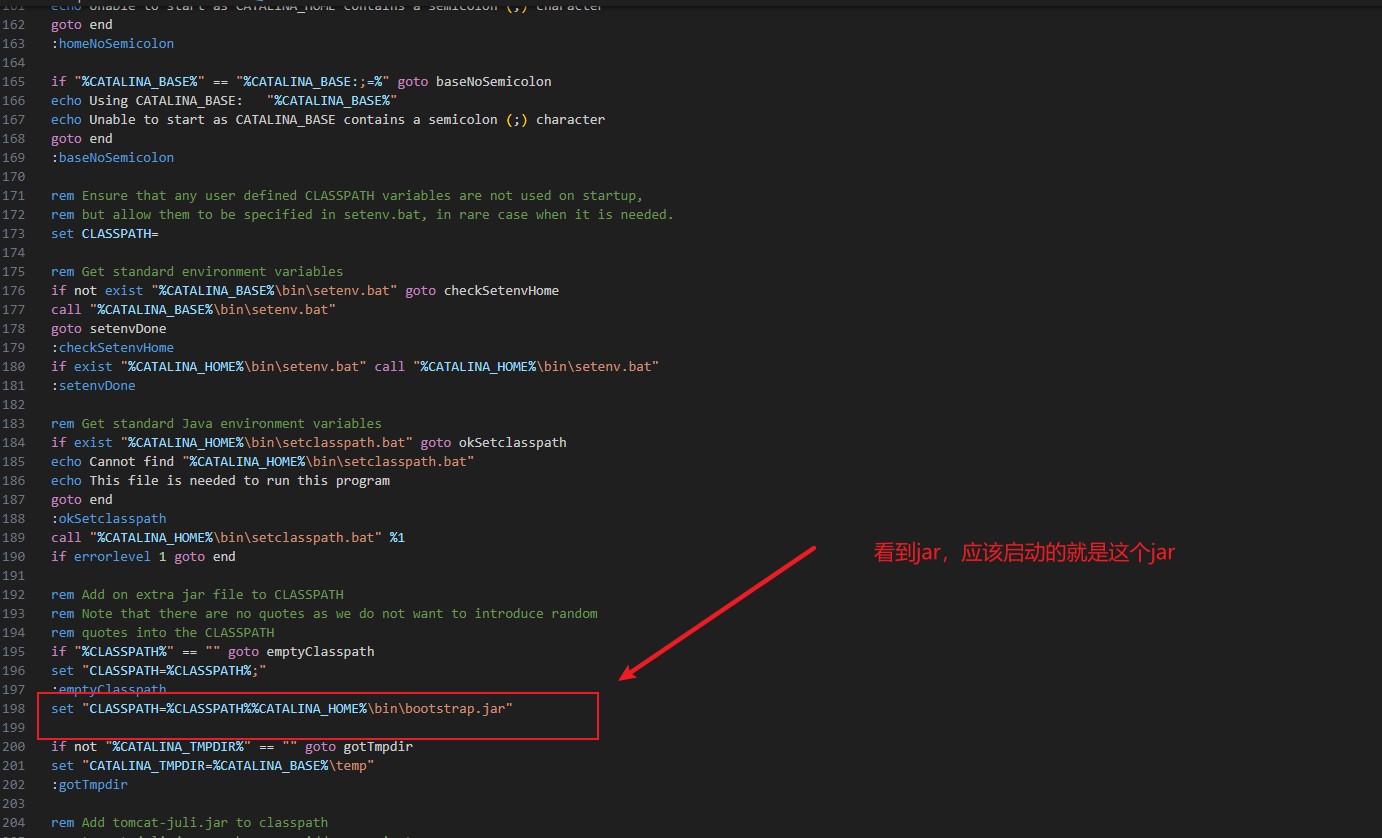 161 echo Unable to start as CATALINA_HOME contains a semicolon (;) character
162 goto end
163 :homeNoSemicolon
164
165 if "%CATALINA_BASE%" == "%CATALINA_BASE:;=%" goto baseNoSemicolon
166 echo Using CATALINA_BASE:   "%CATALINA_BASE%"
167 echo Unable to start as CATALINA_BASE contains a semicolon (;) character
168 goto end
169 :baseNoSemicolon
170
171 rem Ensure that any user defined CLASSPATH variables are not used on startup,
172 rem but allow them to be specified in setenv.bat, in rare case when it is needed.
173 set CLASSPATH=
174
175 rem Get standard environment variables
176 if not exist "%CATALINA_BASE%\bin\setenv.bat" goto checkSetenvHome
177 call "%CATALINA_BASE%\bin\setenv.bat"
178 goto setenvDone
179 :checkSetenvHome
180 if exist "%CATALINA_HOME%\bin\setenv.bat" call "%CATALINA_HOME%\bin\setenv.bat"
181 :setenvDone
182
183 rem Get standard Java environment variables
184 if exist "%CATALINA_HOME%\bin\setclasspath.bat" goto okSetclasspath
185 echo Cannot find "%CATALINA_HOME%\bin\setclasspath.bat"
186 echo This file is needed to run this program
187 goto end
188 :okSetclasspath
189 call "%CATALINA_HOME%\bin\setclasspath.bat" %1
190 if errorlevel 1 goto end
看到jar，应该启动的就是这个jar
191
192 rem Add on extra jar file to CLASSPATH
193 rem Note that there are no quotes as we do not want to introduce random
194 rem quotes into the CLASSPATH
195 if "%CLASSPATH%" == "" goto emptyClasspath
196 set "CLASSPATH=%CLASSPATH%;"
197 :emptyClasspath
198 set "CLASSPATH=%CLASSPATH%%CATALINA_HOME%\bin\bootstrap.jar"
199
200 if not "%CATALINA_TMPDIR%" == "" goto gotTmpdir
201 set "CATALINA_TMPDIR=%CATALINA_BASE%\temp"
202 :gotTmpdir
203
204 rem Add tomcat-juli.jar to classpath